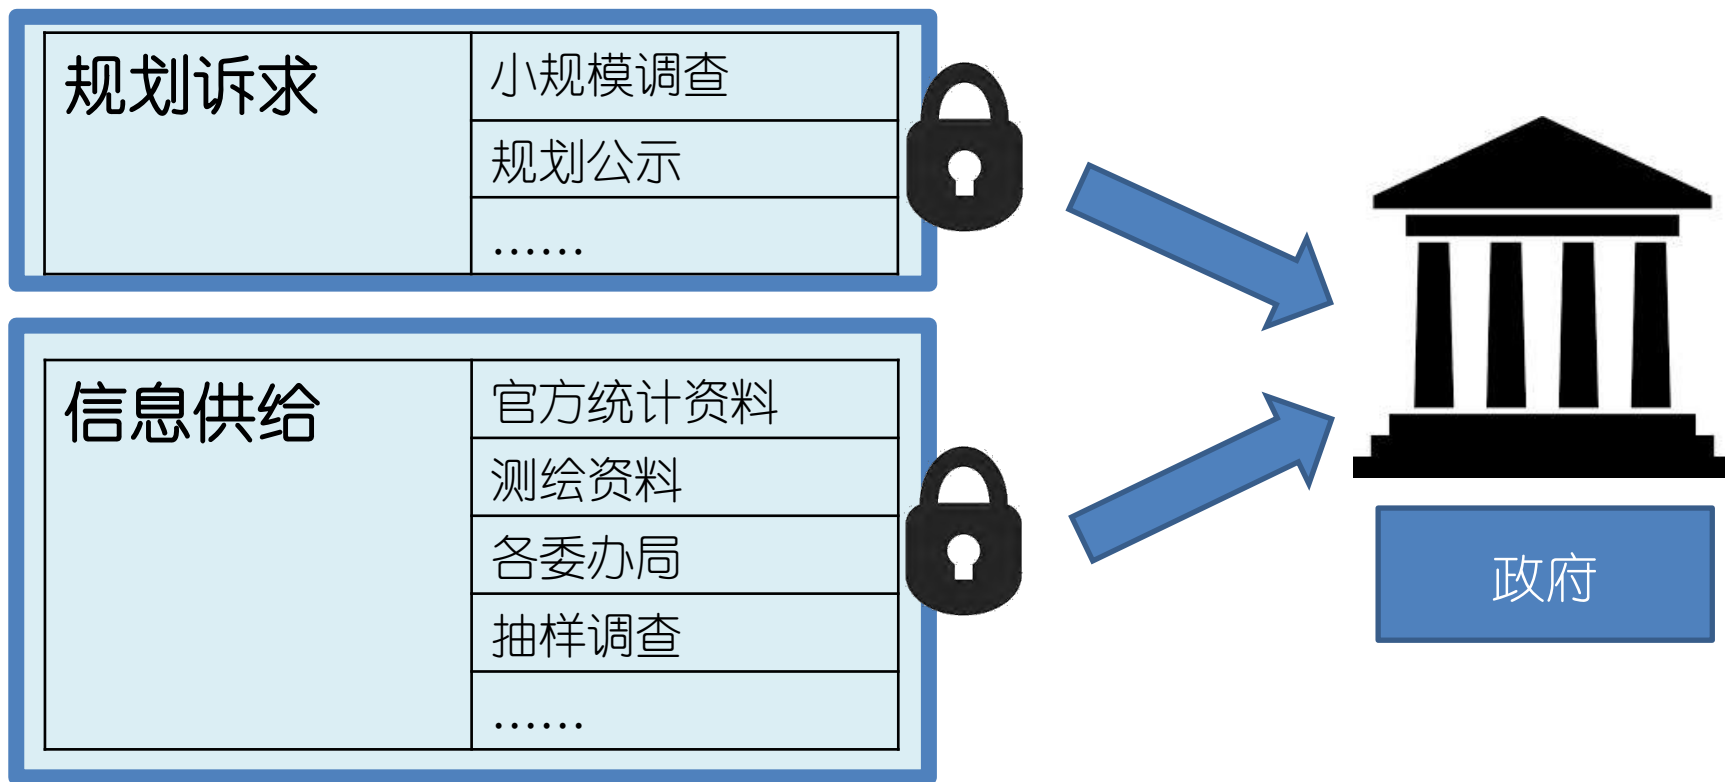 规划诉求
小规模调查
规划公示
……
信息供给
官方统计资料
测绘资料
各委办局
抽样调查
……
政府